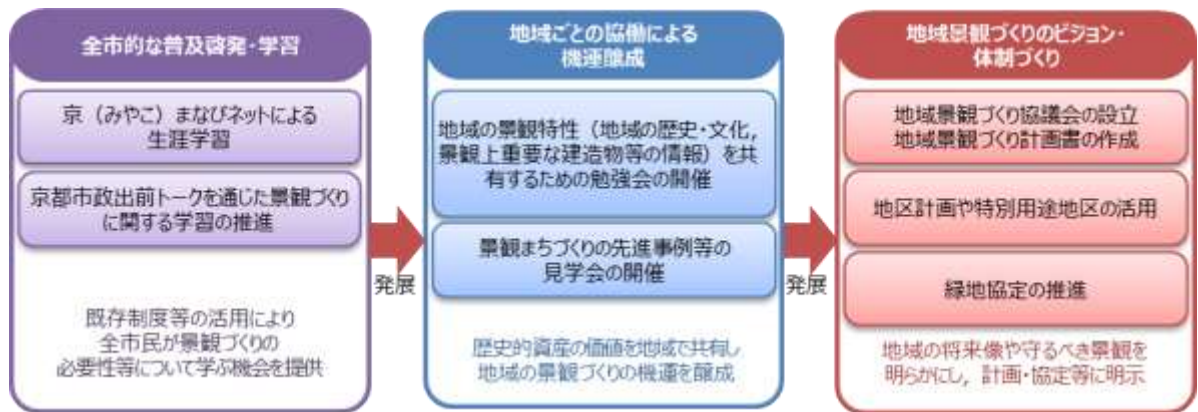 全市的な普及啓発・学習
京（みやこ）まなびネットによる
生涯学習
京都市政出前トークを通じた景観づくり
に関する学習の推進
既存制度等の活用により
全市民が景観づくりの
必要性等について学ぶ機会を提供
発展
地域ごとの協働による
機運醸成
地域の景観特性（地域の歴史・文化，
景観上重要な建造物等の情報）を共
有するための勉強会の開催
景観まちづくりの先進事例等の
見学会の開催
歴史的資産の価値を地域で共有し
地域の景観づくりの機運を醸成
発展
地域景観づくりのビジョン・
体制づくり
地域景観づくり協議会の設立
地域景観づくり計画書の作成
地区計画や特別用途地区の活用
緑地協定の推進
地域の将来像や守るべき景観を
明らかにし，計画・協定等に明示